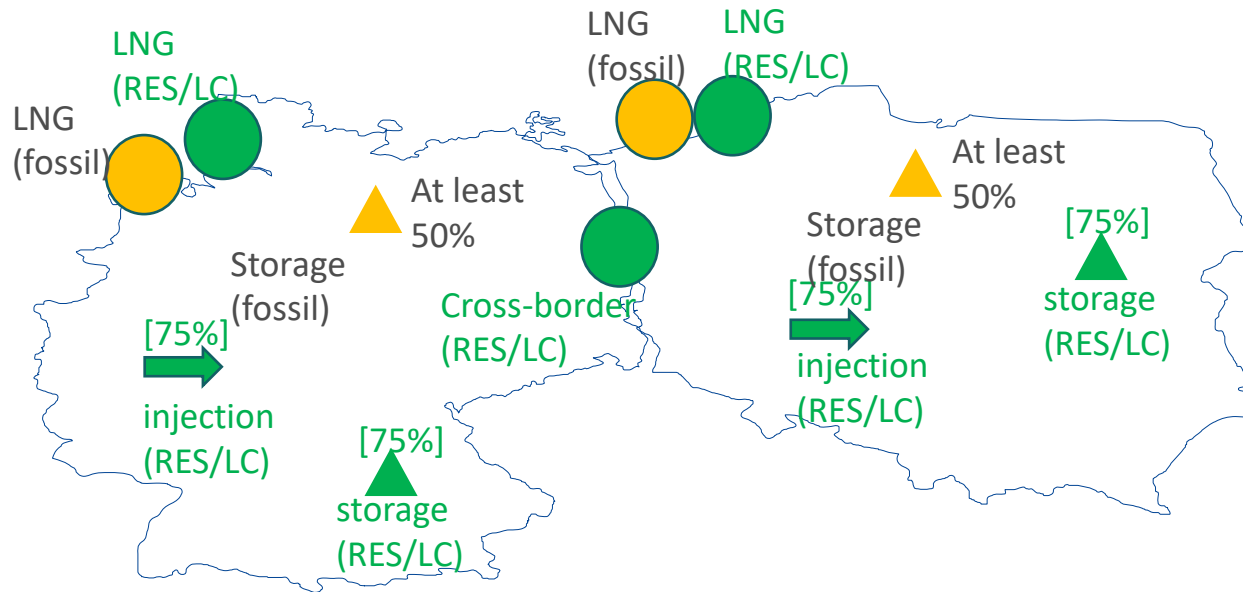 LNG
(RES/LC)
LNG
(fossil)
At least
50%
Storage
(fossil)
[75%]
injection
(RES/LC)
[75%]
storage
(RES/LC)
Cross-border
(RES/LC)
LNG
(fossil)
LNG
(RES/LC)
At least
50%
Storage
(fossil)
[75%]
injection
(RES/LC)
[75%]
storage
(RES/LC)